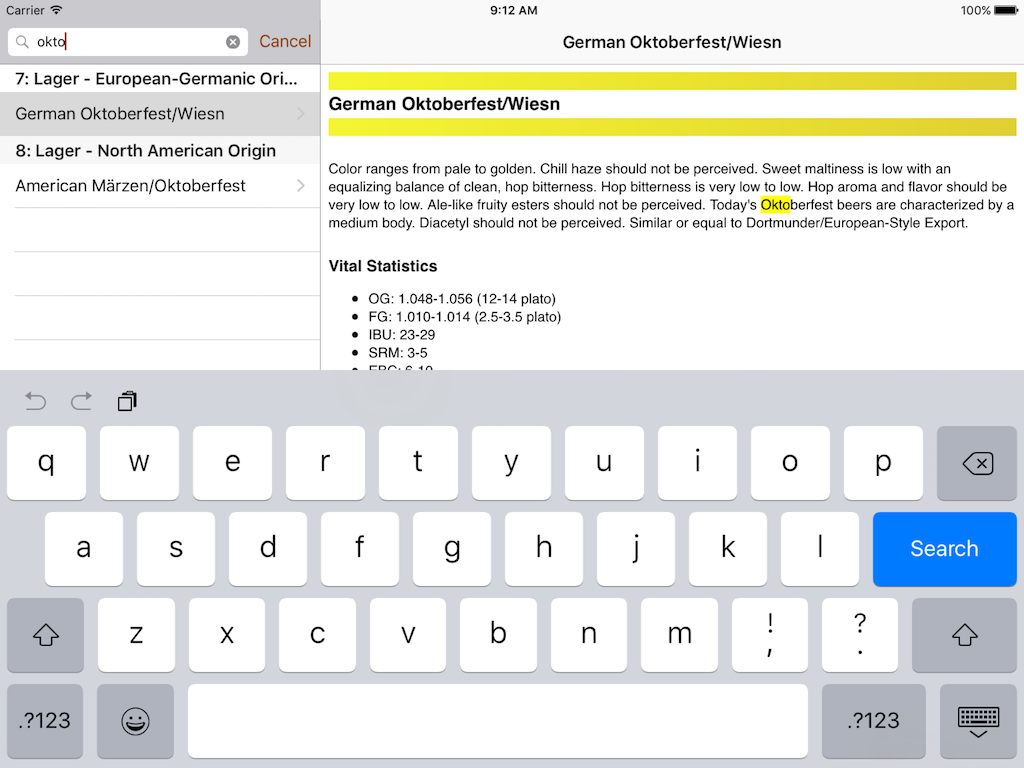 Carrier 9:12 AM 100%
okto Cancel
German Oktoberfest/Wiesn
7: Lager - European-Germanic Ori...
German Oktoberfest/Wiesn
8: Lager - North American Origin
American Märzen/Oktoberfest
German Oktoberfest/Wiesn
Color ranges from pale to golden. Chill haze should not be perceived. Sweet maltiness is low with an
equalizing balance of clean, hop bitterness. Hop bitterness is very low to low. Hop aroma and flavor should be
very low to low. Ale-like fruity esters should not be perceived. Today's Oktoberfest beers are characterized by a
medium body. Diacetyl should not be perceived. Similar or equal to Dortmunder/European-Style Export.
Vital Statistics
OG: 1.048-1.056 (12-14 plato)
FG: 1.010-1.014 (2.5-3.5 plato)
IBU: 23-29
SRM: 3-5
q w e r t y u i o p
a s d f g h j k l Search
z x c v b n m ! , ? .
.?123 .?123